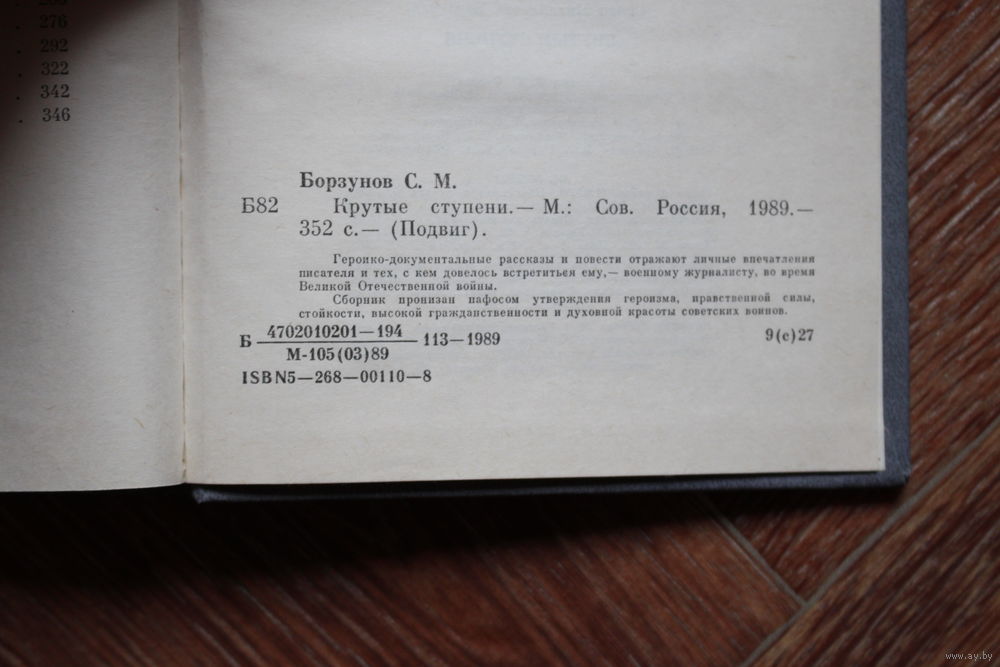 276
292
322
342
346
Борзунов С. М.
Б82 Крутые ступени.— М.: Сов. Россия, 1989.—
352 с.— (Подвиг).
Героико-документальные рассказы и повести отражают личные впечатления
писателя и тех, с кем довелось встретиться ему,— военному журналисту, во время
Великой Отечественной войны.
Сборник пронизан пафосом утверждения героизма, нравственной силы,
стойкости, высокой гражданственности и духовной красоты советских воинов.
4702010201—194
Б 113—1989 9(с)27
М-105(03)89
ISBN5—268—00110—8
www.ay.by